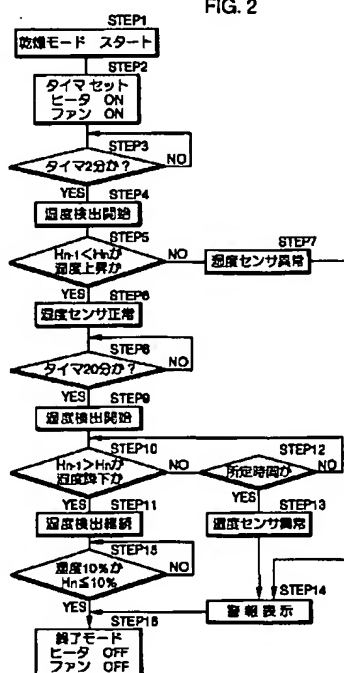 FIG. 2
STEP1
乾燥モード スタート
STEP2
タイマ セット
ヒータ ON
ファン ON
STEP3
タイマ2分か?
NO
YES
STEP4
湿度検出開始
STEP5
Hn-1<Hnか
湿度上昇か
NO
STEP7
湿度センサ異常
YES
STEP6
湿度センサ正常
STEP8
タイマ20分か?
NO
YES
STEP9
湿度検出開始
STEP10
Hn-1>Hnか
湿度降下か
NO
STEP12
所定時間か
NO
YES
STEP11
湿度検出継続
YES
STEP13
湿度センサ異常
STEP15
湿度10%か
Hn≦10%
NO
STEP14
警報表示
YES
STEP16
終了モード
ヒータ OFF
ファン OFF